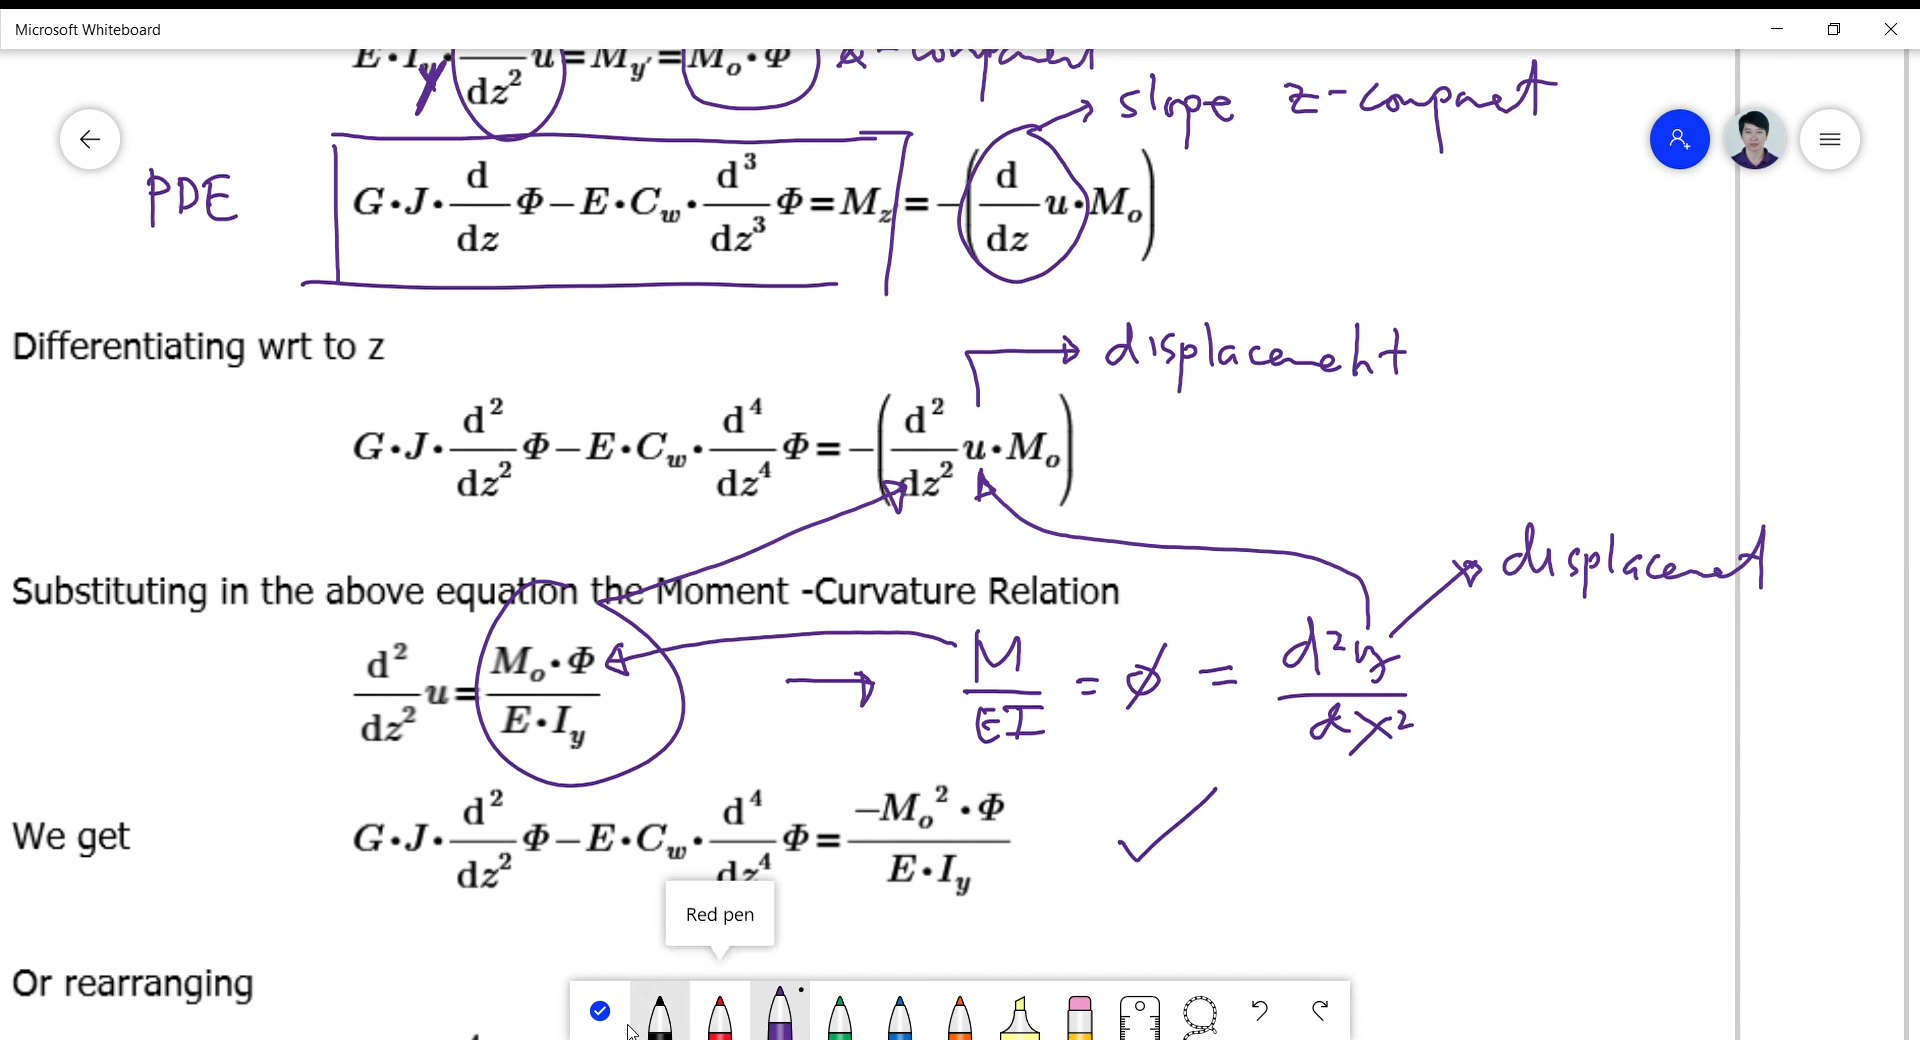 Microsoft Whiteboard
E·I_y· dz² u=M_y′=M_o·Φ
slope z-compnaet
PDE G·J· d/dz Φ−E·C_w· d³/dz³ Φ=M_z=−(d/dz u·M_o)
Differentiating wrt to z
displacement
G·J· d²/dz² Φ−E·C_w· d⁴/dz⁴ Φ=−(d²/dz² u·M_o)
displacement
Substituting in the above equation the Moment -Curvature Relation
d²/dz² u= M_o·Φ/E·I_y → M/EI = ϕ = d²y/dx²
We get G·J· d²/dz² Φ−E·C_w· d⁴/dz⁴ Φ= −M_o²·Φ/E·I_y
Red pen
Or rearranging